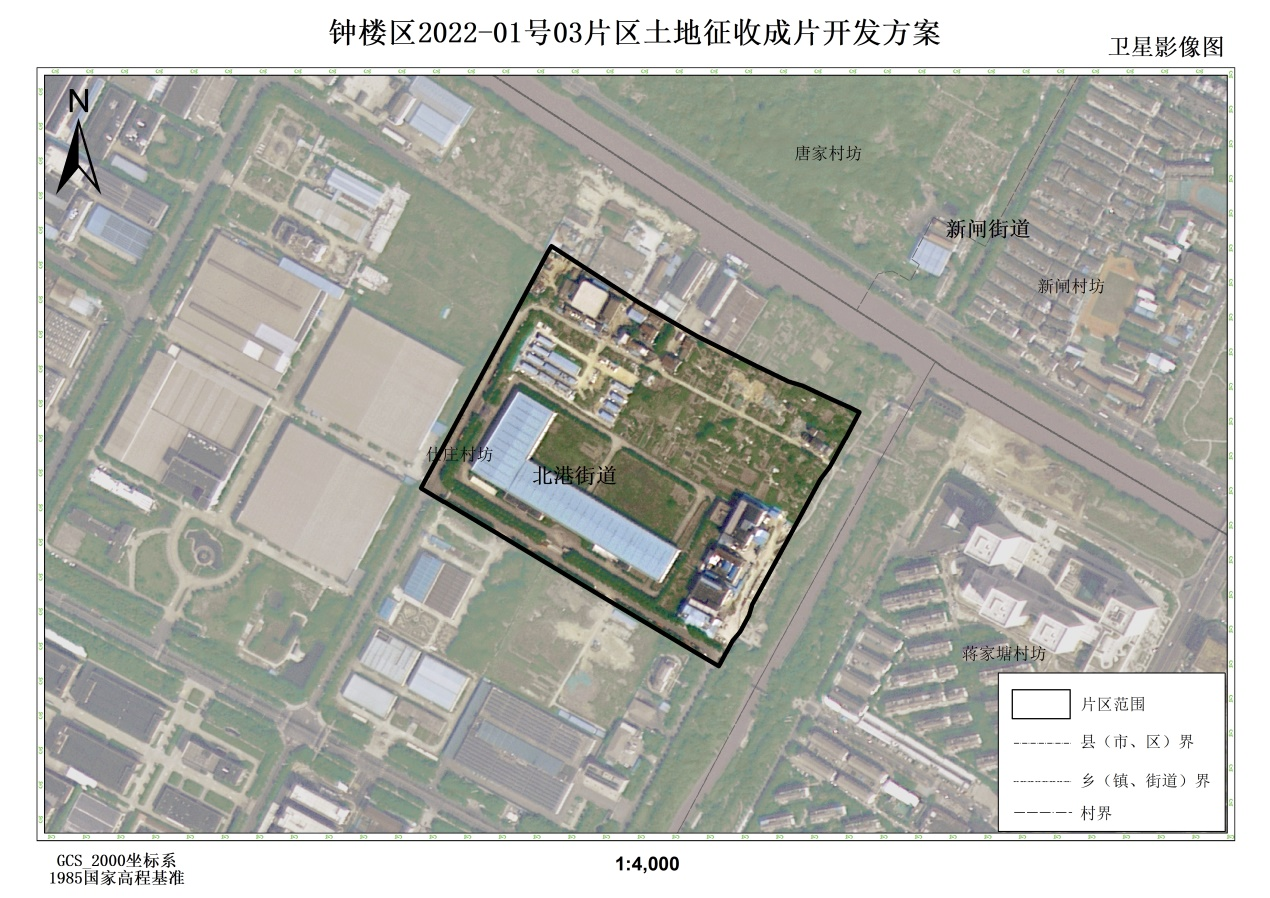 钟楼区2022-01号03片区土地征收成片开发方案
卫星影像图
N
唐家村坊
新闸街道
新闸村坊
仕庄村坊
北港街道
蒋家塘村坊
片区范围
县（市、区）界
乡（镇、街道）界
村界
GCS_2000坐标系
1985国家高程基准
1:4,000